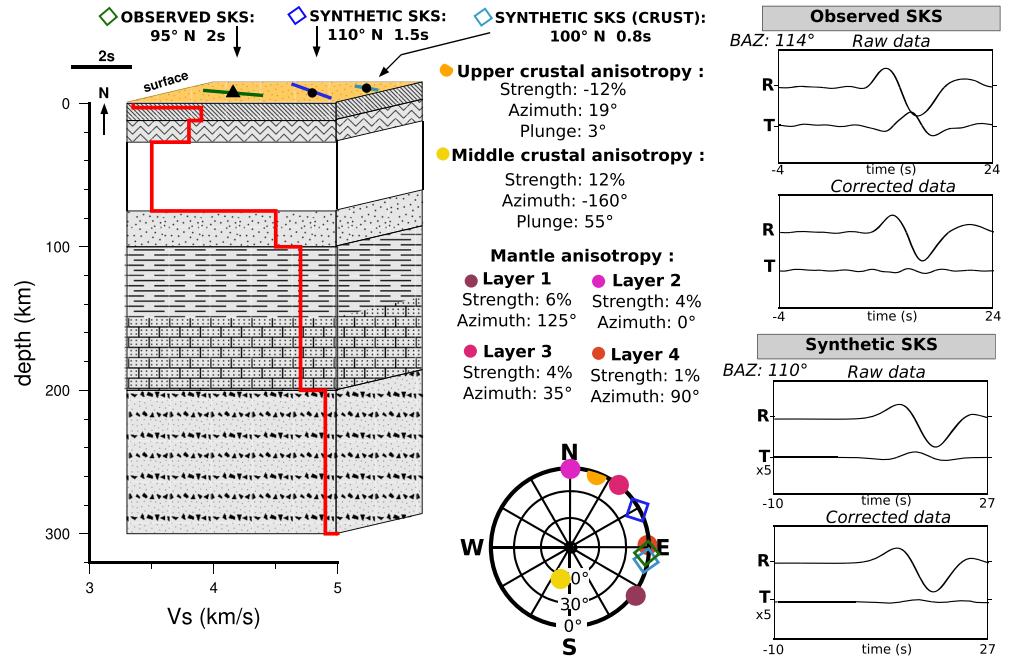 OBSERVED SKS:
95° N 2s
SYNTHETIC SKS:
110° N 1.5s
SYNTHETIC SKS (CRUST):
100° N 0.8s
2s
N
surface
0
100
200
300
depth (km)
3
4
5
Vs (km/s)
Upper crustal anisotropy :
Strength: -12%
Azimuth: 19°
Plunge: 3°
Middle crustal anisotropy :
Strength: 12%
Azimuth: -160°
Plunge: 55°
Mantle anisotropy :
Layer 1
Strength: 6%
Azimuth: 125°
Layer 2
Strength: 4%
Azimuth: 0°
Layer 3
Strength: 4%
Azimuth: 35°
Layer 4
Strength: 1%
Azimuth: 90°
N
W
E
S
0°
30°
0°
Observed SKS
BAZ: 114°
Raw data
R
T
-4
time (s)
24
Corrected data
R
T
-4
time (s)
24
Synthetic SKS
BAZ: 110°
Raw data
R
T
x5
-10
time (s)
27
Corrected data
R
T
x5
-10
time (s)
27